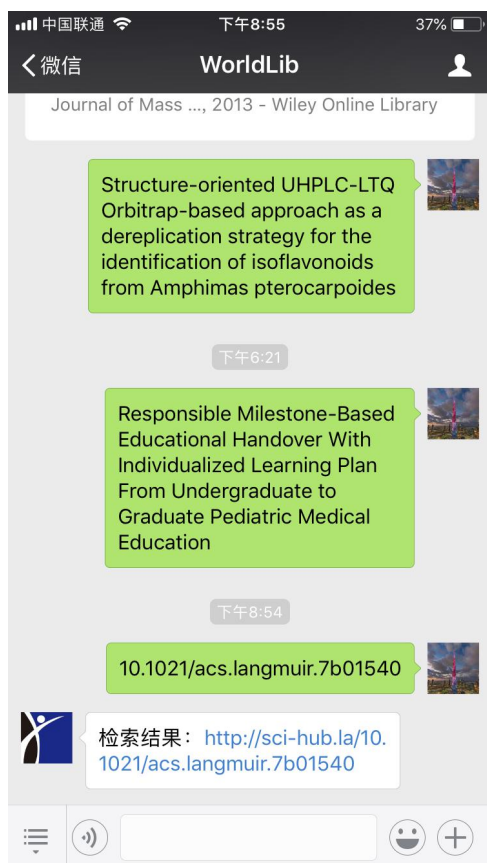 中国联通 下午8:55 37%
微信 WorldLib
Journal of Mass ..., 2013 - Wiley Online Library
Structure-oriented UHPLC-LTQ
Orbitrap-based approach as a
dereplication strategy for the
identification of isoflavonoids
from Amphimas pterocarpoides
下午6:21
Responsible Milestone-Based
Educational Handover With
Individualized Learning Plan
From Undergraduate to
Graduate Pediatric Medical
Education
下午8:54
10.1021/acs.langmuir.7b01540
检索结果：http://sci-hub.la/10.
1021/acs.langmuir.7b01540